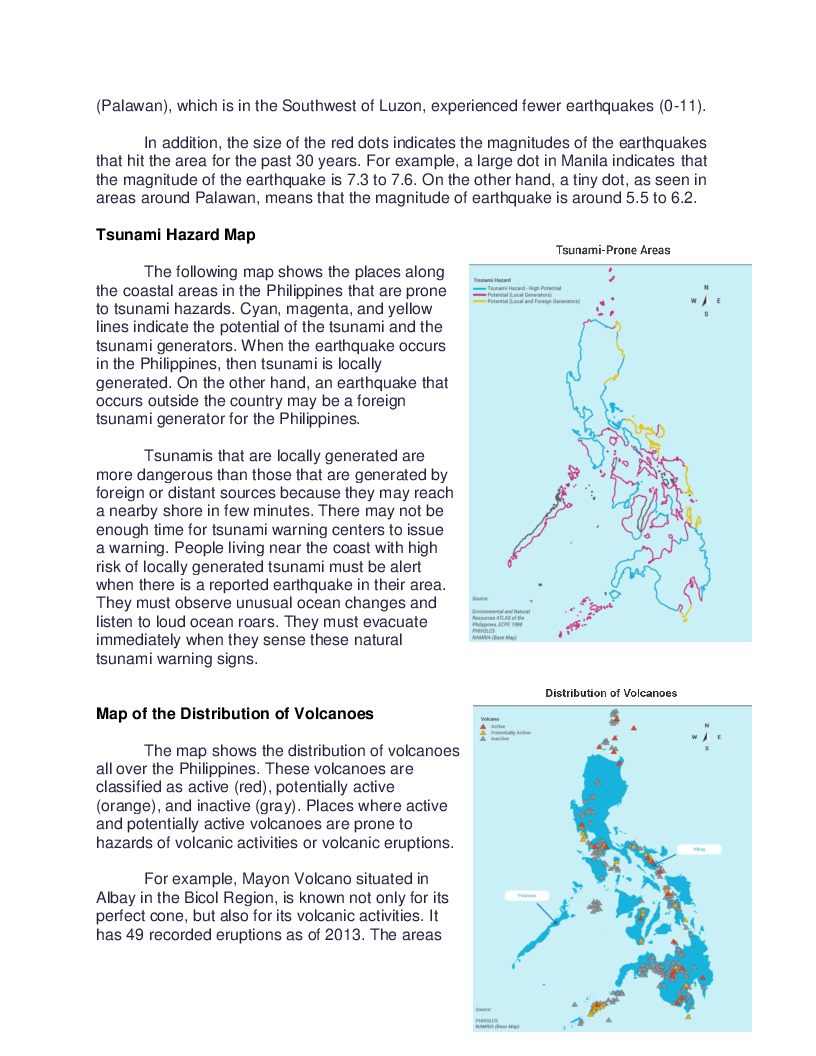 (Palawan), which is in the Southwest of Luzon, experienced fewer earthquakes (0-11).
In addition, the size of the red dots indicates the magnitudes of the earthquakes
that hit the area for the past 30 years. For example, a large dot in Manila indicates that
the magnitude of the earthquake is 7.3 to 7.6. On the other hand, a tiny dot, as seen in
areas around Palawan, means that the magnitude of earthquake is around 5.5 to 6.2.
Tsunami Hazard Map
The following map shows the places along
the coastal areas in the Philippines that are prone
to tsunami hazards. Cyan, magenta, and yellow
lines indicate the potential of the tsunami and the
tsunami generators. When the earthquake occurs
in the Philippines, then tsunami is locally
generated. On the other hand, an earthquake that
occurs outside the country may be a foreign
tsunami generator for the Philippines.
Tsunamis that are locally generated are
more dangerous than those that are generated by
foreign or distant sources because they may reach
a nearby shore in few minutes. There may not be
enough time for tsunami warning centers to issue
a warning. People living near the coast with high
risk of locally generated tsunami must be alert
when there is a reported earthquake in their area.
They must observe unusual ocean changes and
listen to loud ocean roars. They must evacuate
immediately when they sense these natural
tsunami warning signs.
Tsunami-Prone Areas
Tsunami Hazard
Tsunami Hazard - High Potential
Potential (Local Generators)
Potential (Local and Foreign Generators)
N
W E
S
Source:
Environmental and Natural
Resources ATLAS of the
Philippines, ECPF, 1998
PHIVOLCS
NAMRIA (Base Map)
Map of the Distribution of Volcanoes
The map shows the distribution of volcanoes
all over the Philippines. These volcanoes are
classified as active (red), potentially active
(orange), and inactive (gray). Places where active
and potentially active volcanoes are prone to
hazards of volcanic activities or volcanic eruptions.
For example, Mayon Volcano situated in
Albay in the Bicol Region, is known not only for its
perfect cone, but also for its volcanic activities. It
has 49 recorded eruptions as of 2013. The areas
Distribution of Volcanoes
Volcano
Active
Potentially Active
Inactive
N
W E
S
Albay
Palawan
Source:
PHIVOLCS
NAMRIA (Base Map)